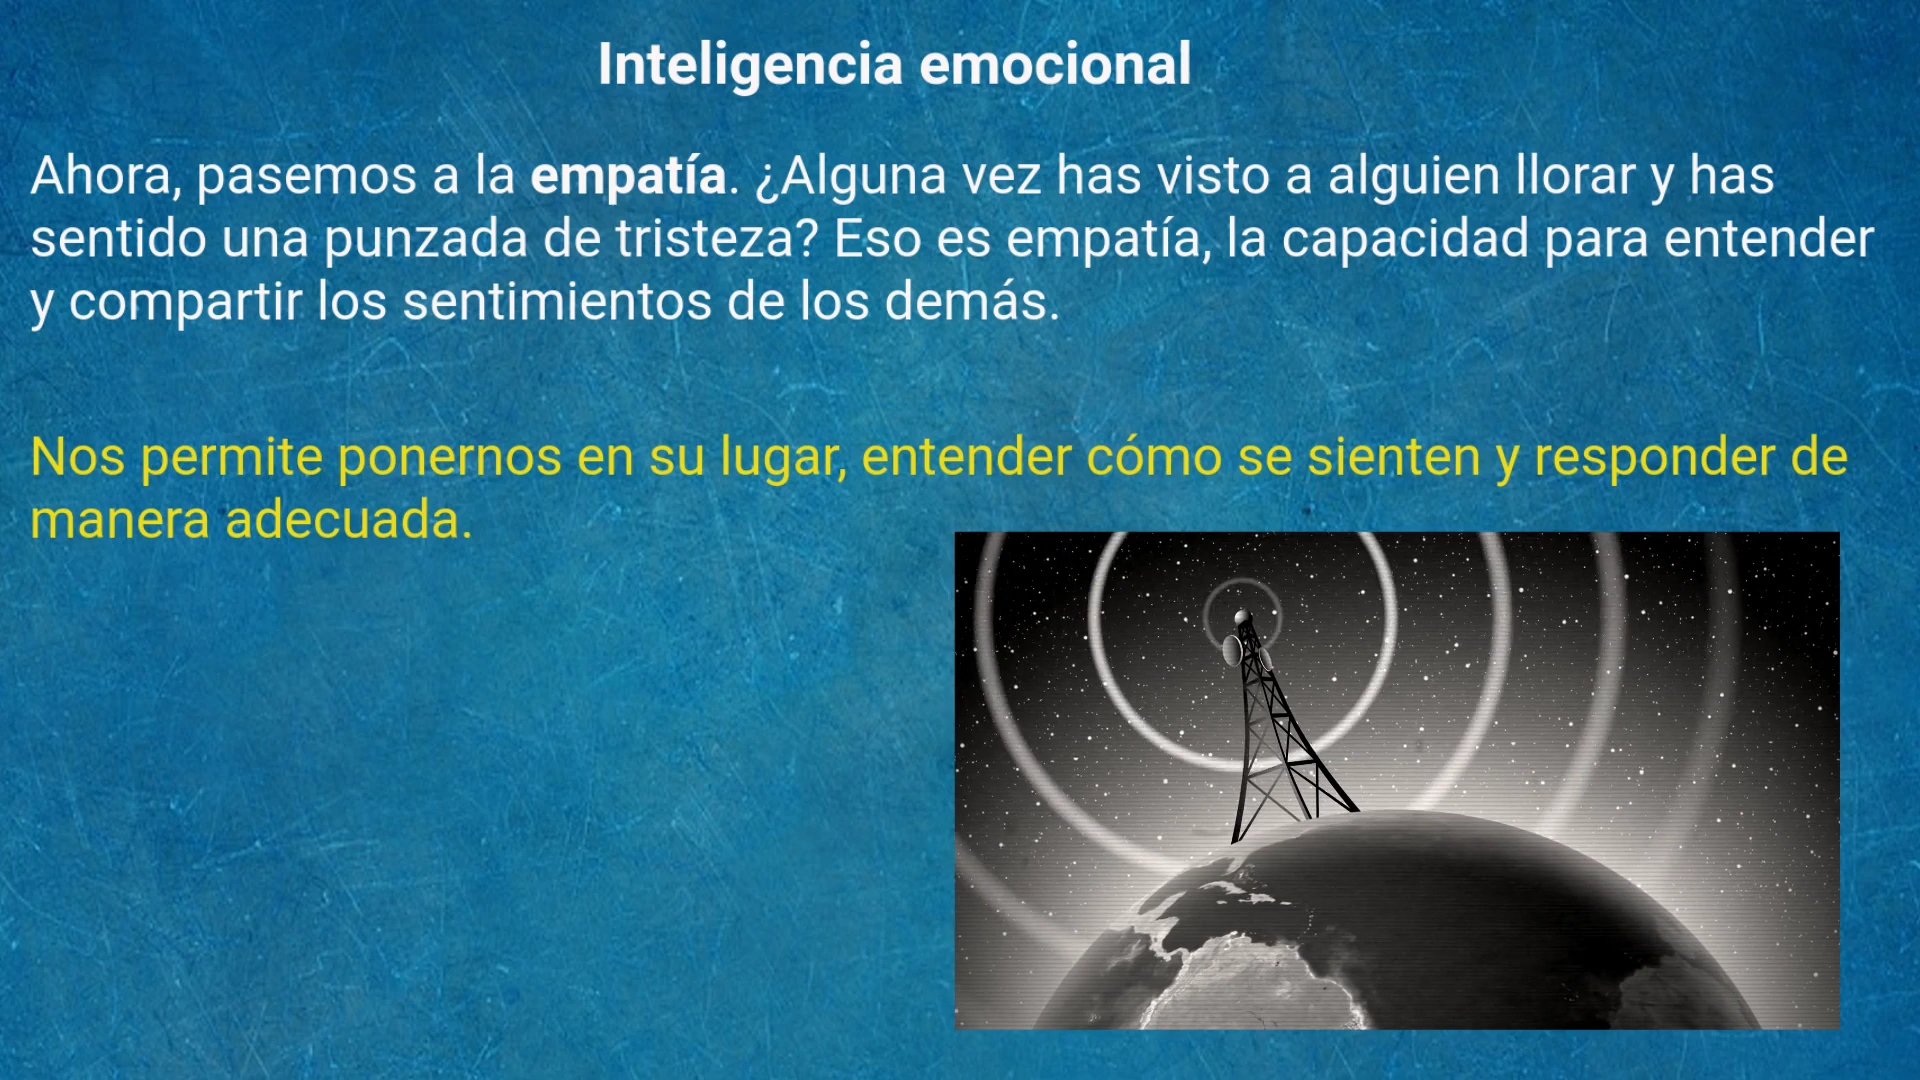 Inteligencia emocional
Ahora, pasemos a la empatía. ¿Alguna vez has visto a alguien llorar y has
sentido una punzada de tristeza? Eso es empatía, la capacidad para entender
y compartir los sentimientos de los demás.
Nos permite ponernos en su lugar, entender cómo se sienten y responder de
manera adecuada.